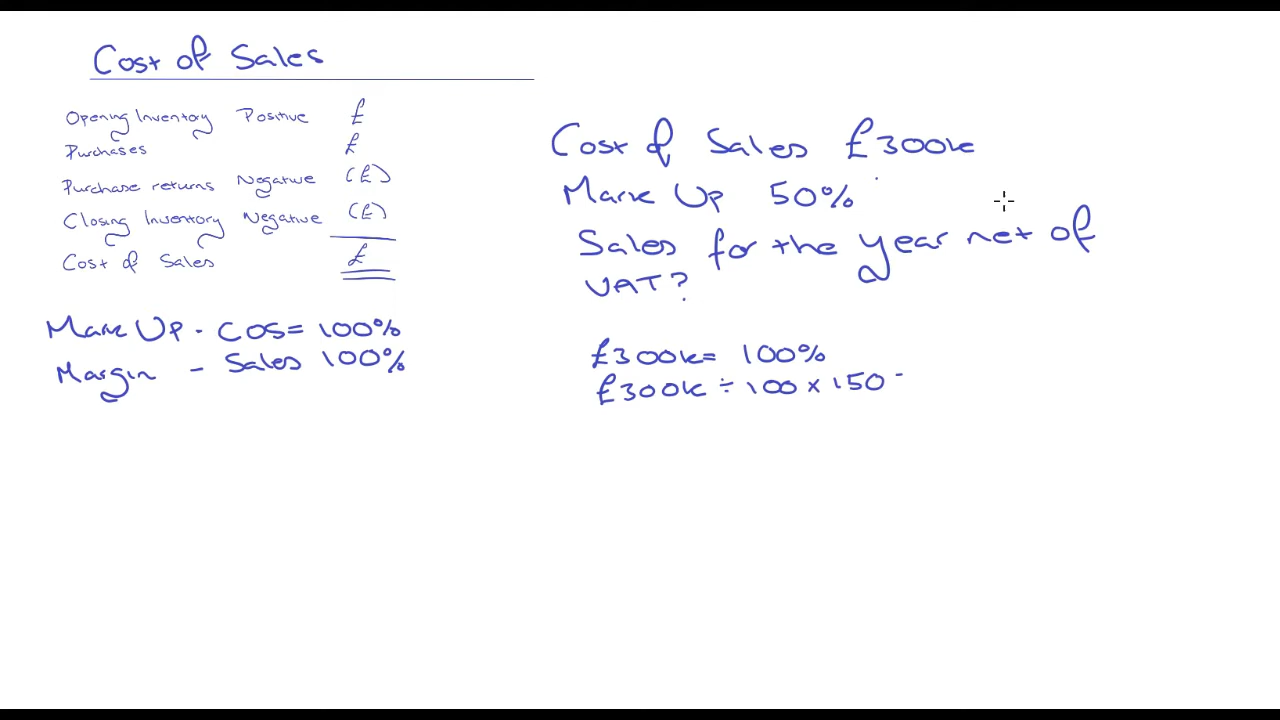 Cost of Sales
Opening Inventory Positive £
Purchases £
Purchase returns Negative (£)
Closing Inventory Negative (£)
Cost of Sales £
Mark Up - COS = 100%
Margin - Sales 100%
Cost of Sales £300k
Mark Up 50%
Sales for the year net of
VAT?
£300k = 100%
£300k ÷ 100 x 150 -